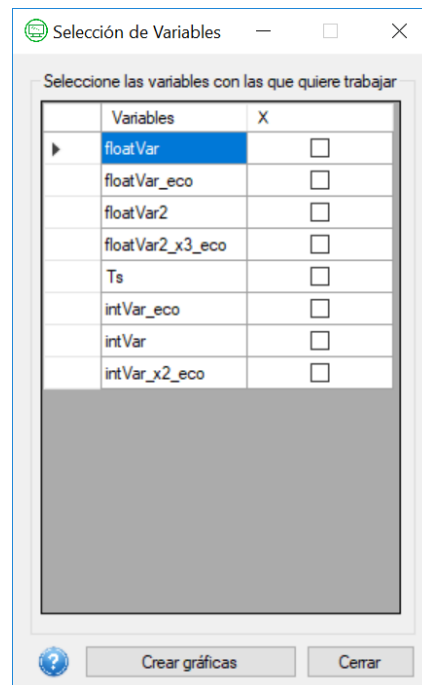 Selección de Variables
Seleccione las variables con las que quiere trabajar
Variables X
floatVar
floatVar_eco
floatVar2
floatVar2_x3_eco
Ts
intVar_eco
intVar
intVar_x2_eco
? Crear gráficas Cerrar